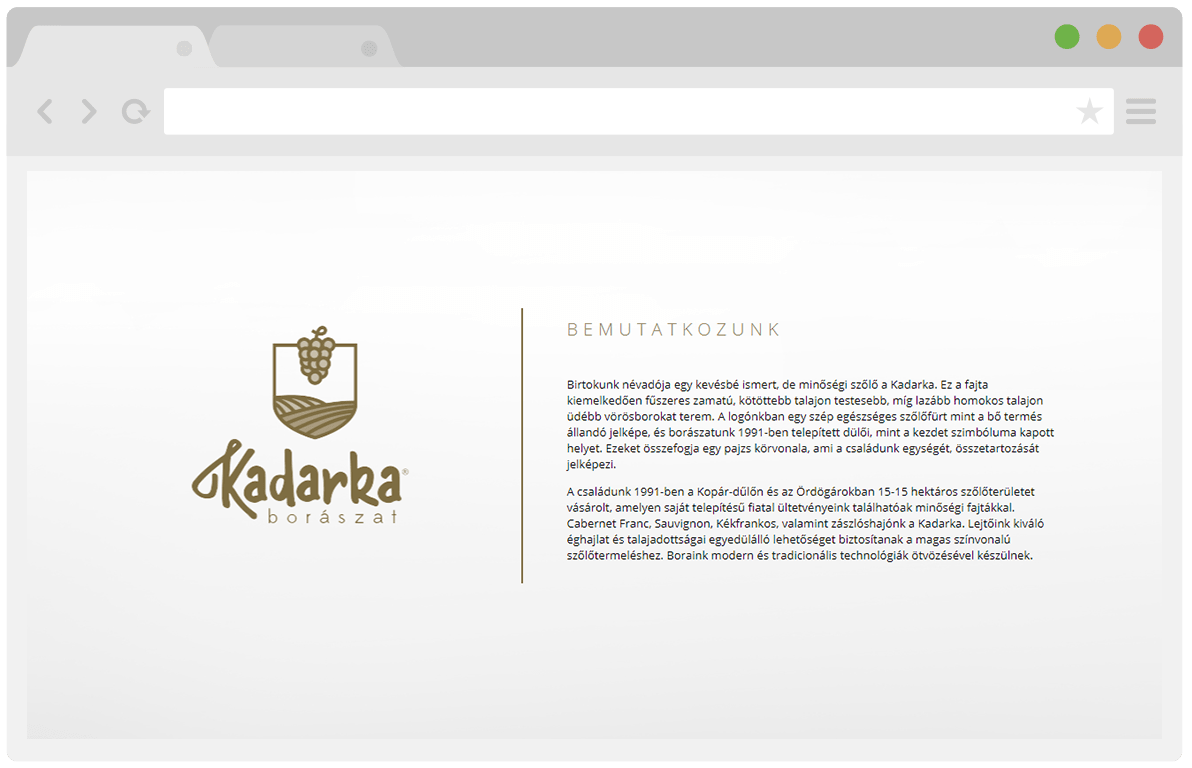 Kadarka®
borászat
BEMUTATKOZUNK
Birtokunk névadója egy kevésbé ismert, de minőségi szőlő a Kadarka. Ez a fajta
kiemelkedően fűszeres zamatú, kötöttebb talajon testesebb, míg lazább homokos talajon
üdébb vörösborokat terem. A logónkban egy szép egészséges szőlőfürt mint a bő termés
állandó jelképe, és borászatunk 1991-ben telepített dülői, mint a kezdet szimbóluma kapott
helyet. Ezeket összefogja egy pajzs körvonala, ami a családunk egységét, összetartozását
jelképezi.
A családunk 1991-ben a Kopár-dűlőn és az Ördögárokban 15-15 hektáros szőlőterületet
vásárolt, amelyen saját telepítésű fiatal ültetvényeink találhatóak minőségi fajtákkal.
Cabernet Franc, Sauvignon, Kékfrankos, valamint zászlóshajónk a Kadarka. Lejtőink kiváló
éghajlat és talajadottságai egyedülálló lehetőséget biztosítanak a magas színvonalú
szőlőtermeléshez. Boraink modern és tradicionális technológiák ötvözésével készülnek.